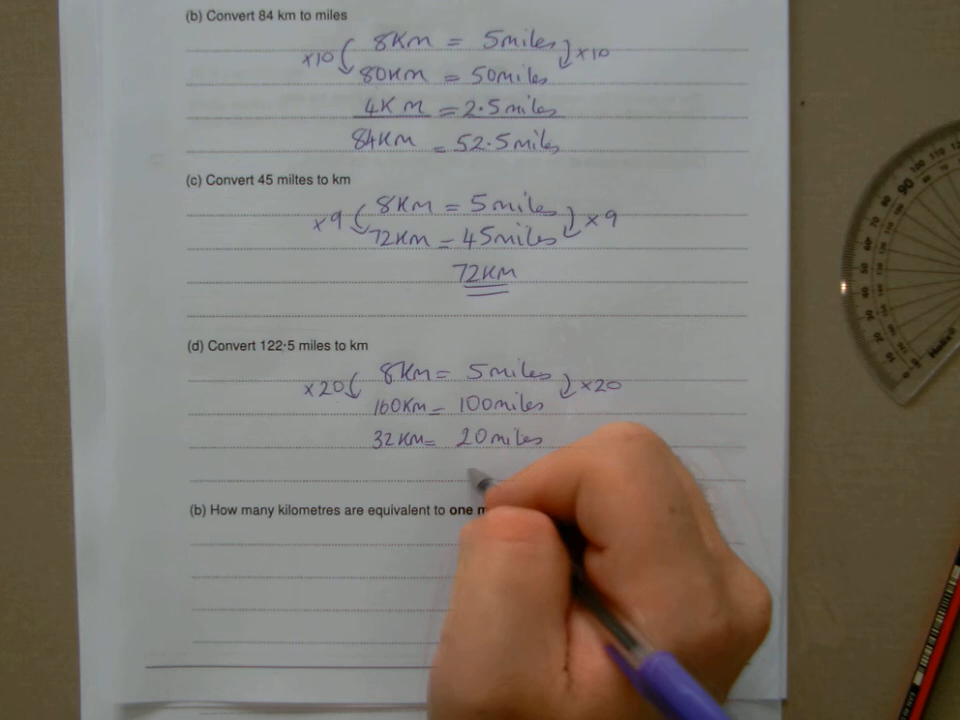 (b) Convert 84 km to miles
×10 8KM = 5miles ×10
80KM = 50miles
4KM = 2.5miles
84KM = 52.5miles
(c) Convert 45 miltes to km
×9 8KM = 5miles ×9
72KM = 45miles
72KM
(d) Convert 122·5 miles to km
×20 8KM = 5miles ×20
160KM = 100miles
32KM = 20miles
(b) How many kilometres are equivalent to one
Helix